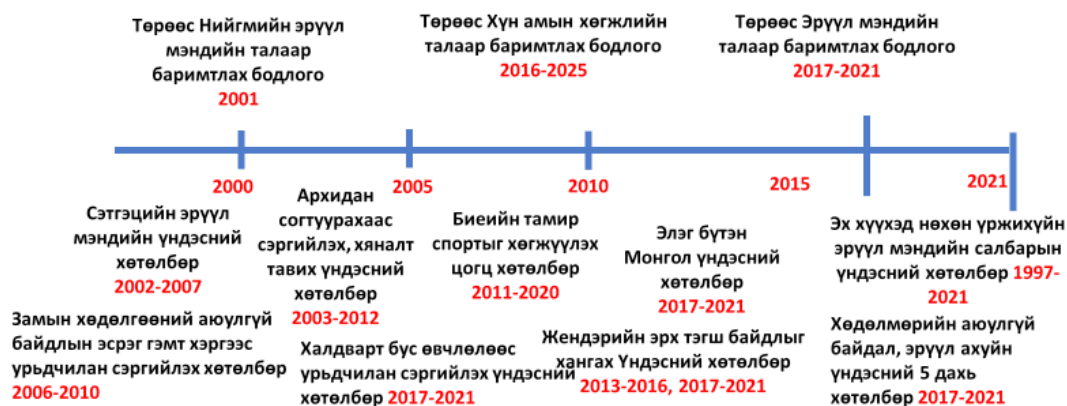 Төрөөс Нийгмийн эрүүл
мэндийн талаар
баримтлах бодлого
2001
Төрөөс Хүн амын хөгжлийн
талаар баримтлах бодлого
2016-2025
Төрөөс Эрүүл мэндийн
талаар баримтлах бодлого
2017-2021
2000
2005
2010
2015
2021
Сэтгэцийн эрүүл
мэндийн үндэсний
хөтөлбөр
2002-2007
Архидан
согтуурахаас
сэргийлэх, хяналт
тавих үндэсний
хөтөлбөр
2003-2012
Биеийн тамир
спортыг хөгжүүлэх
цогц хөтөлбөр
2011-2020
Элэг бүтэн
Монгол үндэсний
хөтөлбөр
2017-2021
Эх хүүхэд нөхөн үржихүйн
эрүүл мэндийн салбарын
үндэсний хөтөлбөр 1997-
2021
Замын хөдөлгөөний аюулгүй
байдлын эсрэг гэмт хэргээс
урьдчилан сэргийлэх хөтөлбөр
2006-2010
Халдварт бус өвчлөлөөс
урьдчилан сэргийлэх үндэсний
хөтөлбөр 2017-2021
Жендэрийн эрх тэгш байдлыг
хангах Үндэсний хөтөлбөр
2013-2016, 2017-2021
Хөдөлмөрийн аюулгүй
байдал, эрүүл ахуйн
үндэсний 5 дахь
хөтөлбөр 2017-2021